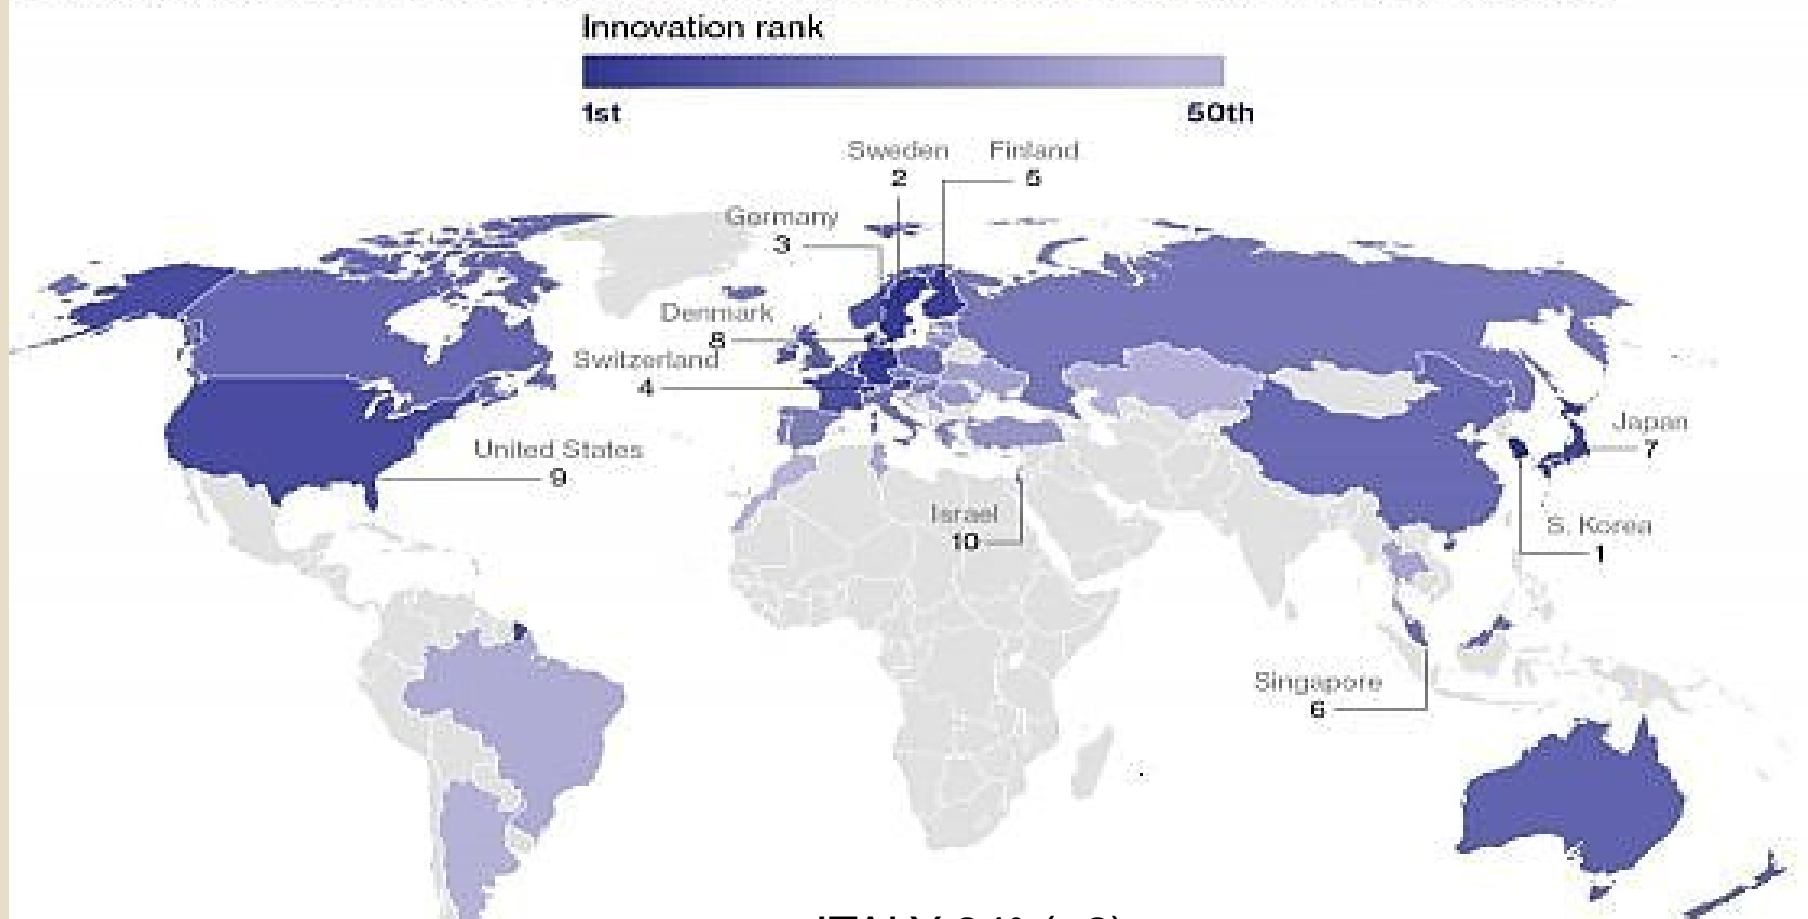 Innovation rank
1st
50th
Sweden
2
Finland
5
Germany
3
Denmark
8
Switzerland
4
United States
9
Japan
7
S. Korea
1
Israel
10
Singapore
6
ITALY